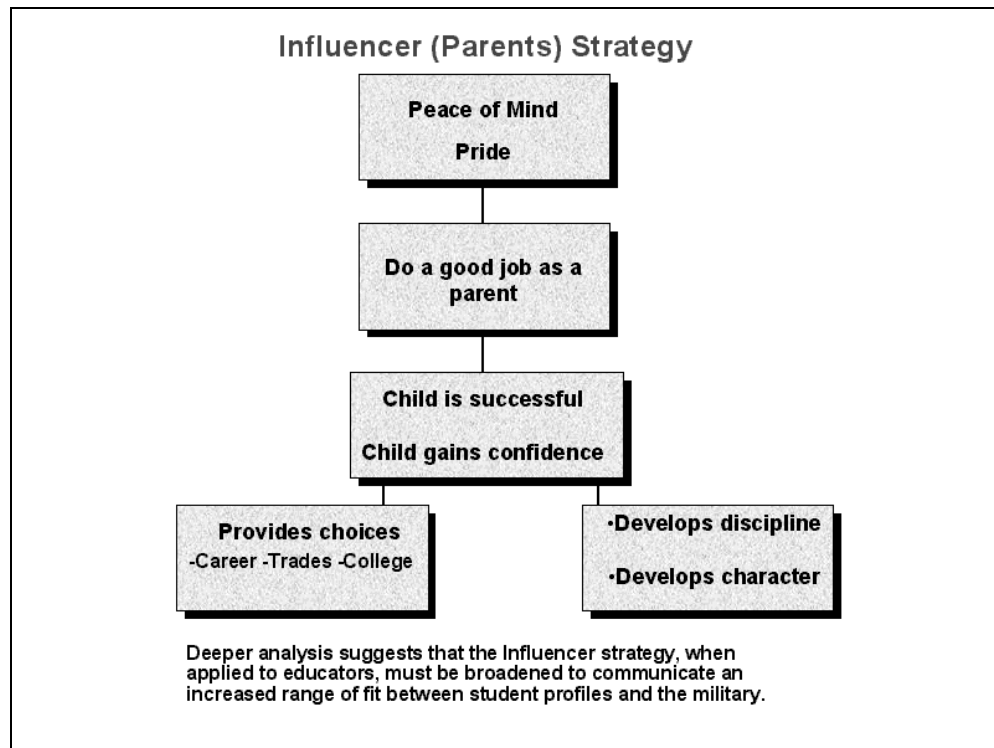 Influencer (Parents) Strategy
Peace of Mind
Pride
Do a good job as a
parent
Child is successful
Child gains confidence
Provides choices
-Career -Trades -College
•Develops discipline
•Develops character
Deeper analysis suggests that the Influencer strategy, when
applied to educators, must be broadened to communicate an
increased range of fit between student profiles and the military.